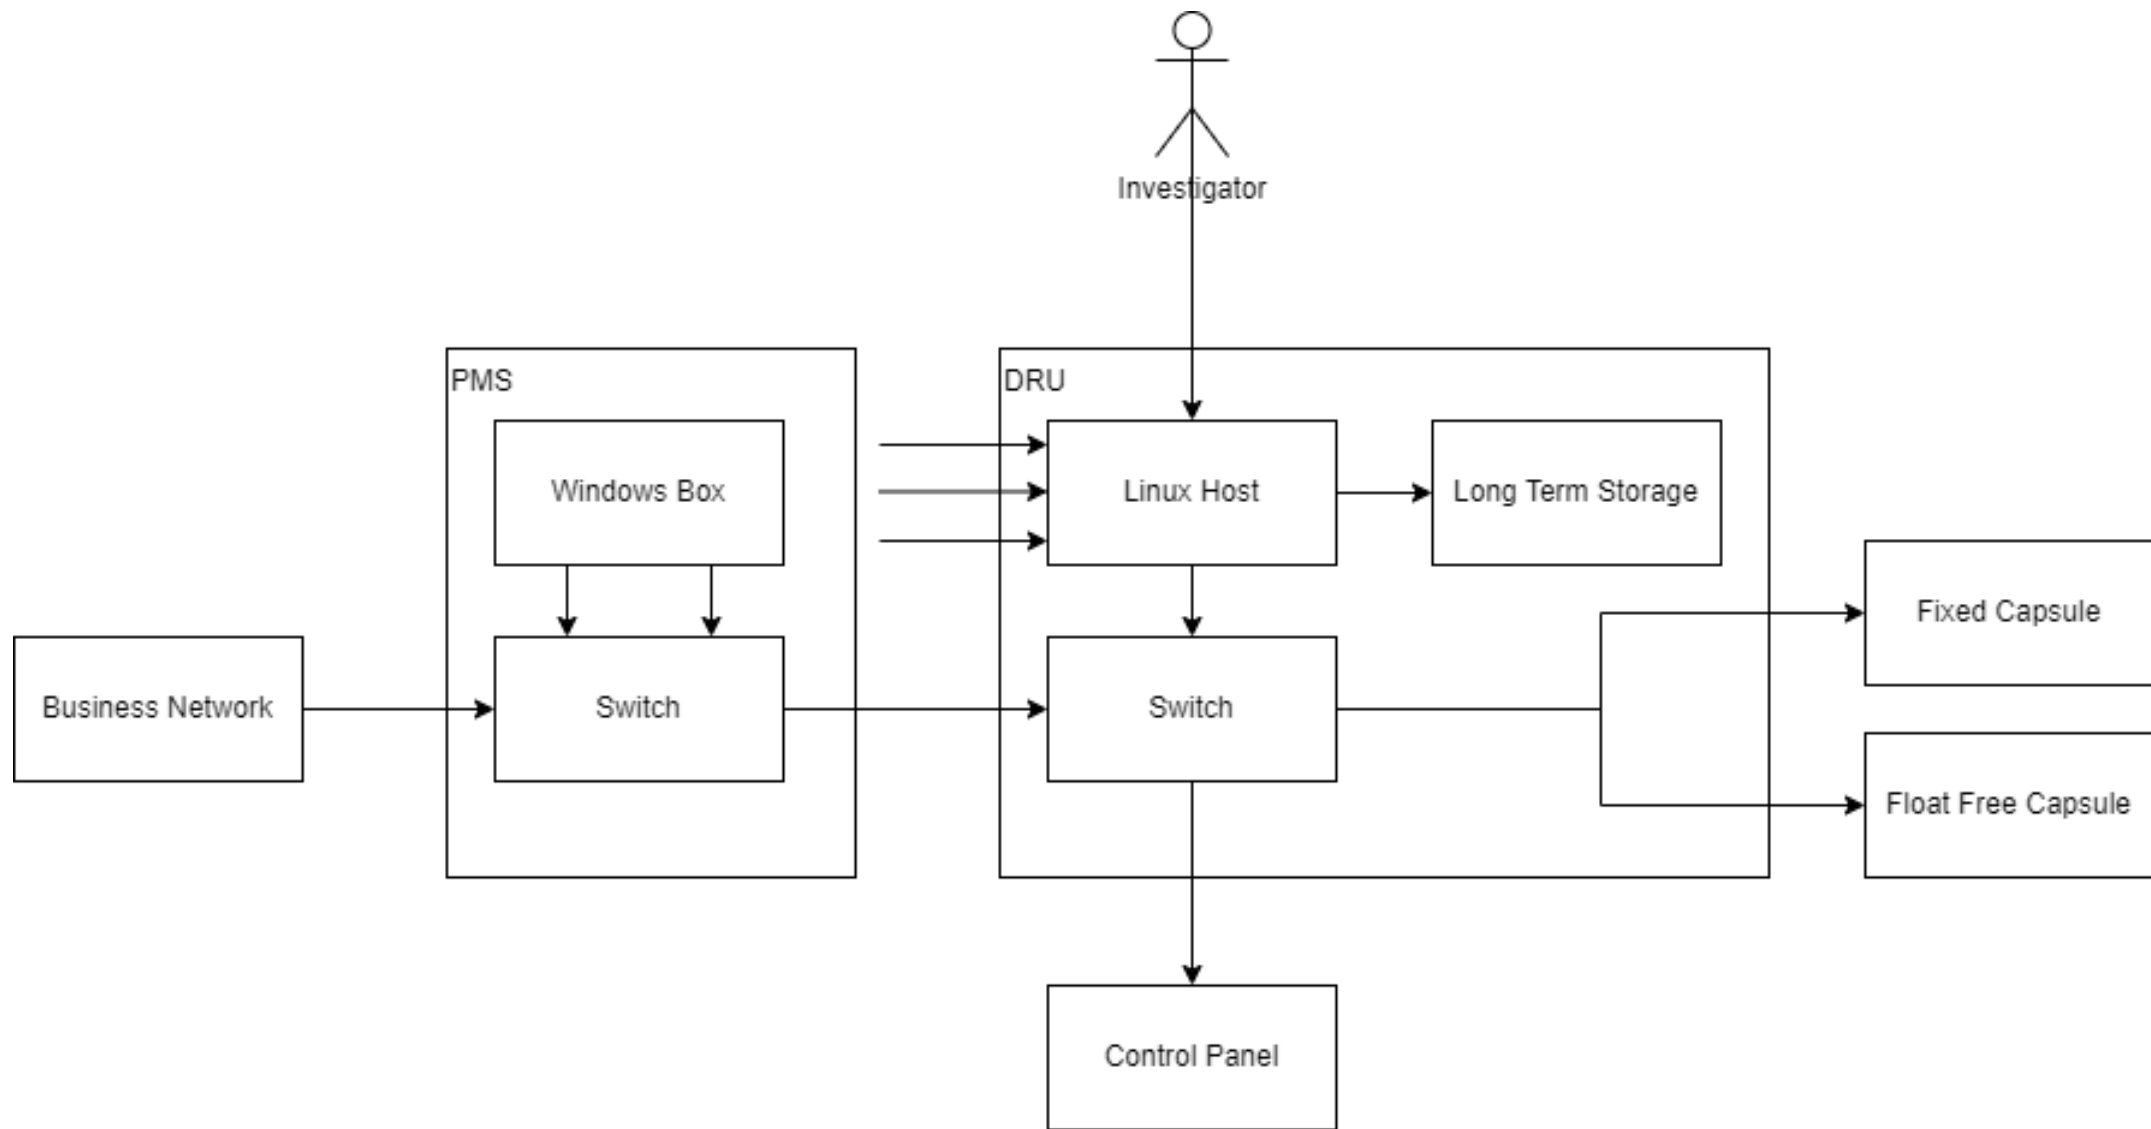 Investigator
PMS
DRU
Windows Box
Linux Host
Long Term Storage
Fixed Capsule
Business Network
Switch
Switch
Float Free Capsule
Control Panel